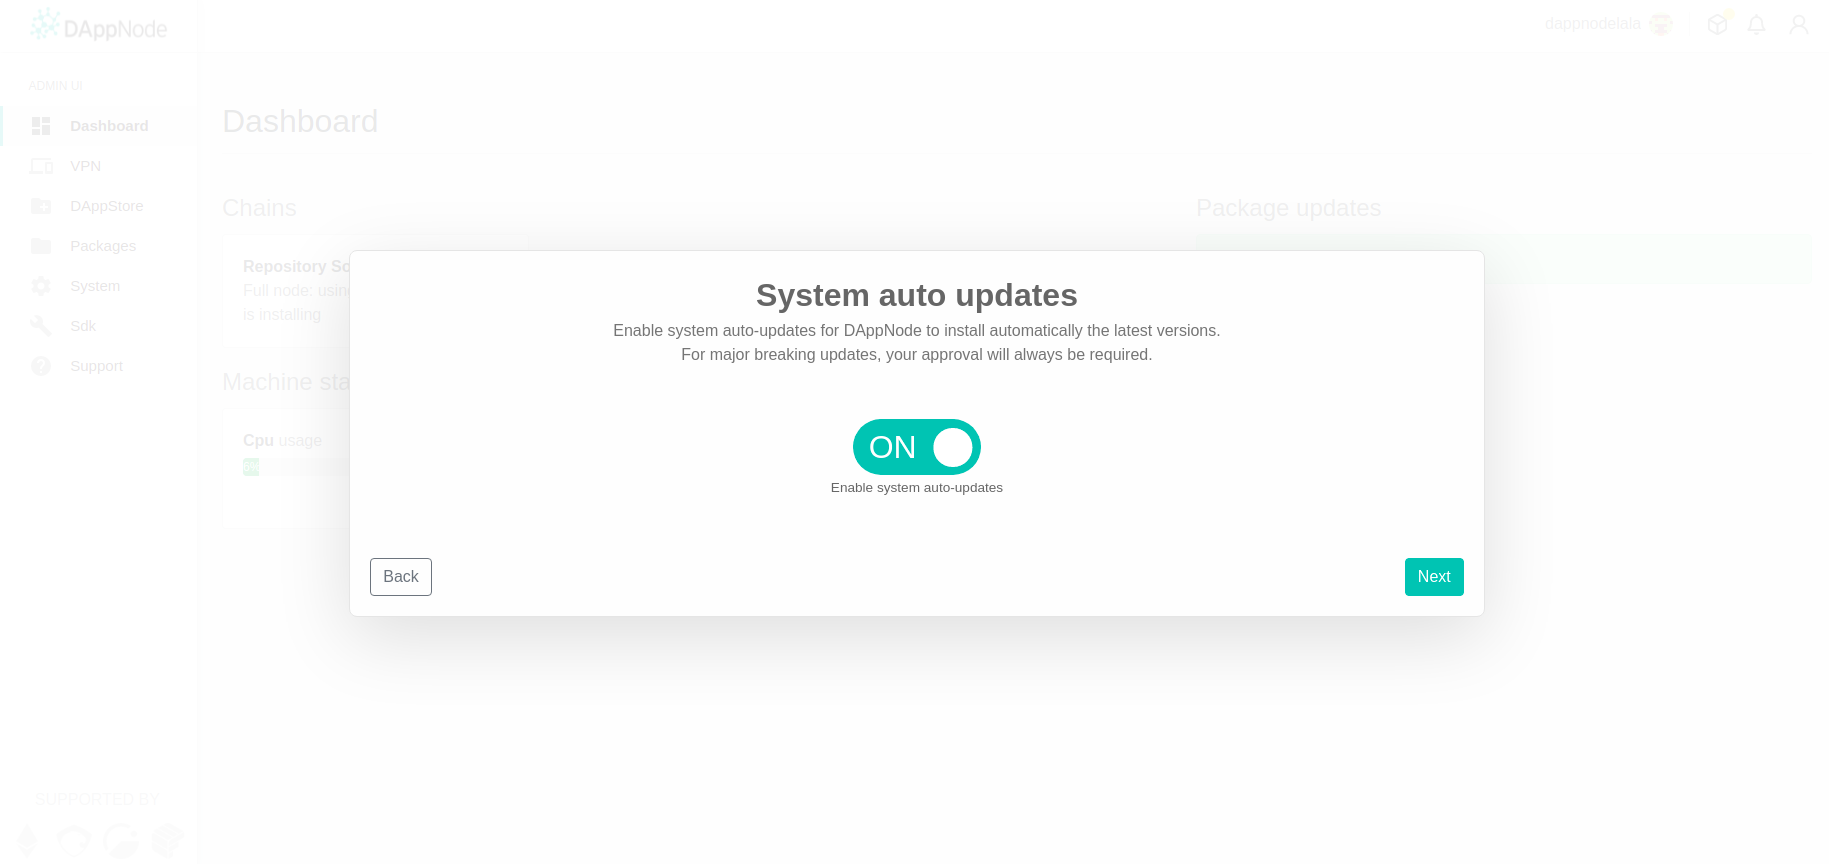 DAppNode
dappnodelala
ADMIN UI
Dashboard
VPN
DAppStore
Packages
System
Sdk
Support
SUPPORTED BY
Dashboard
Chains
Repository So
Full node: using
is installing
Machine sta
Cpu usage
6%
Package updates
System auto updates
Enable system auto-updates for DAppNode to install automatically the latest versions.
For major breaking updates, your approval will always be required.
ON
Enable system auto-updates
Back
Next